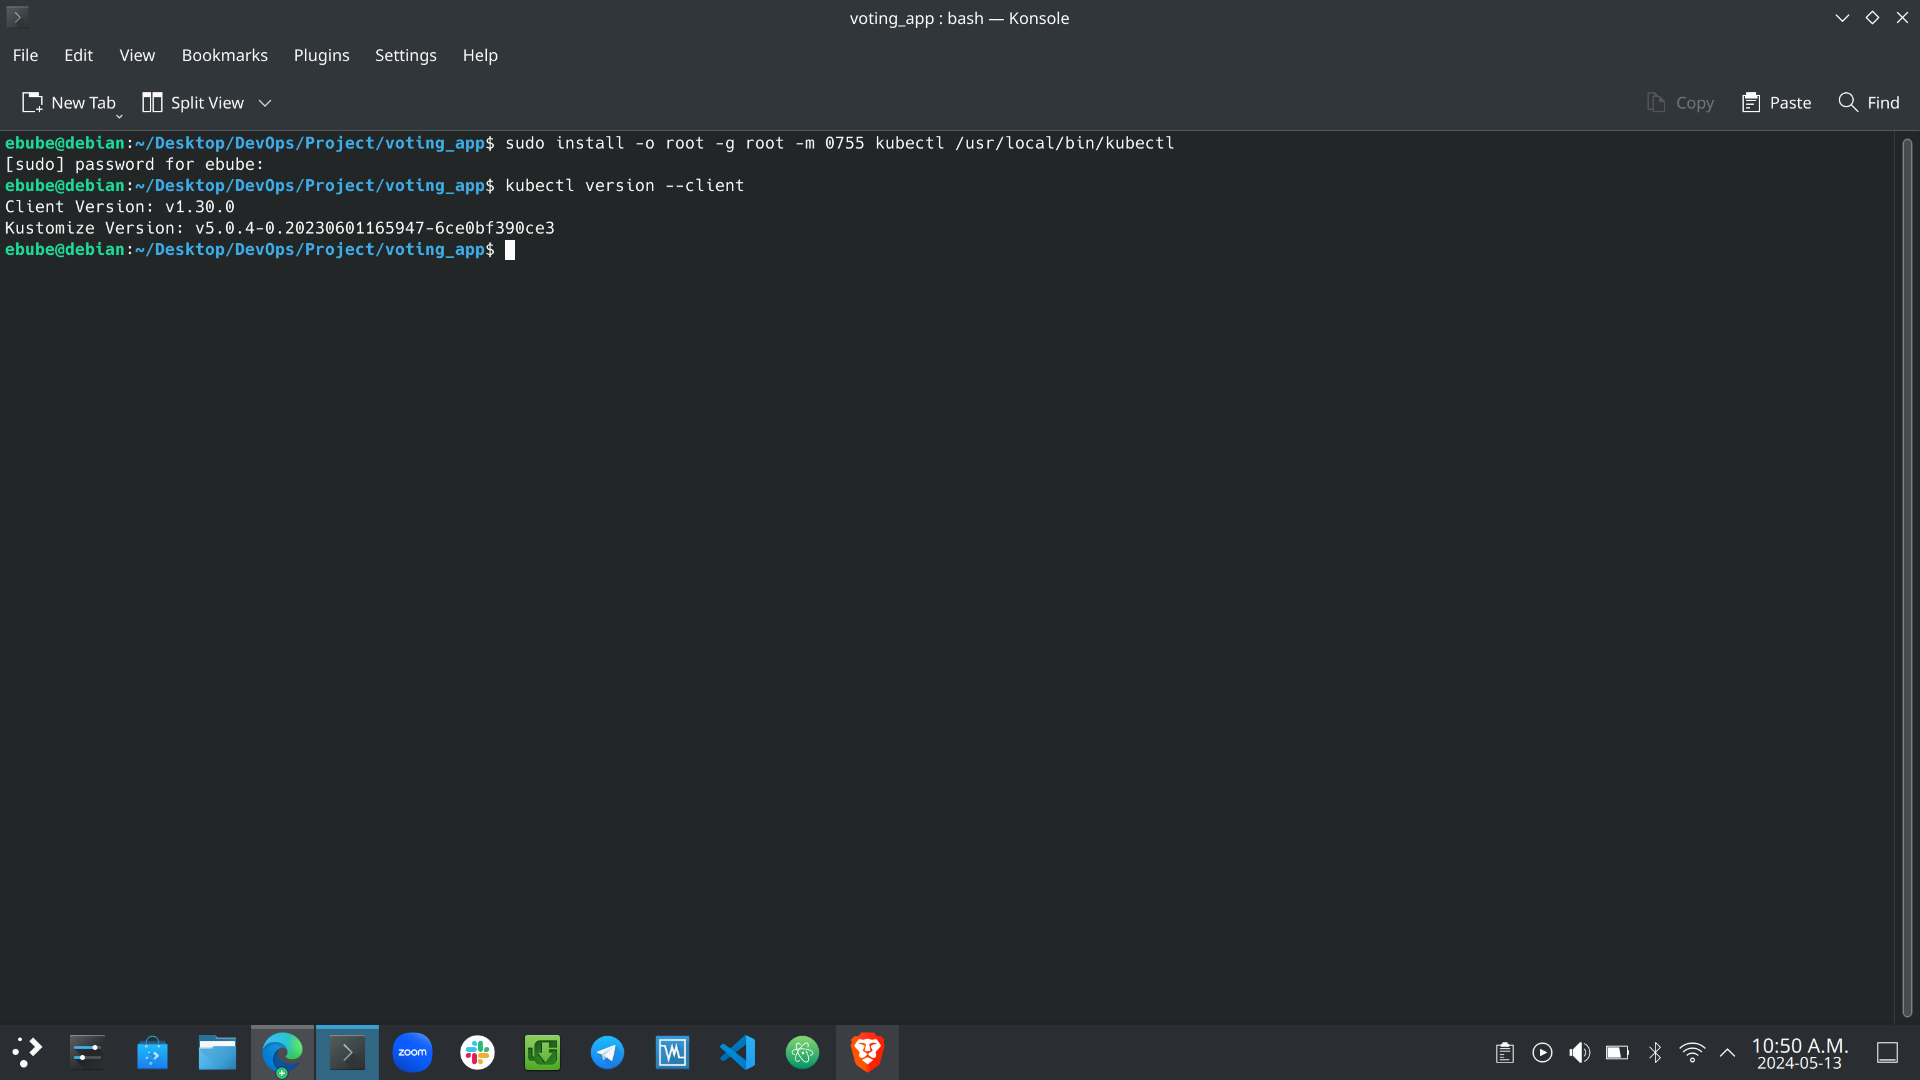 voting_app : bash — Konsole
File Edit View Bookmarks Plugins Settings Help
New Tab Split View Copy Paste Find
ebube@debian:~/Desktop/DevOps/Project/voting_app$ sudo install -o root -g root -m 0755 kubectl /usr/local/bin/kubectl
[sudo] password for ebube:
ebube@debian:~/Desktop/DevOps/Project/voting_app$ kubectl version --client
Client Version: v1.30.0
Kustomize Version: v5.0.4-0.20230601165947-6ce0bf390ce3
ebube@debian:~/Desktop/DevOps/Project/voting_app$
zoom
10:50 A.M.
2024-05-13